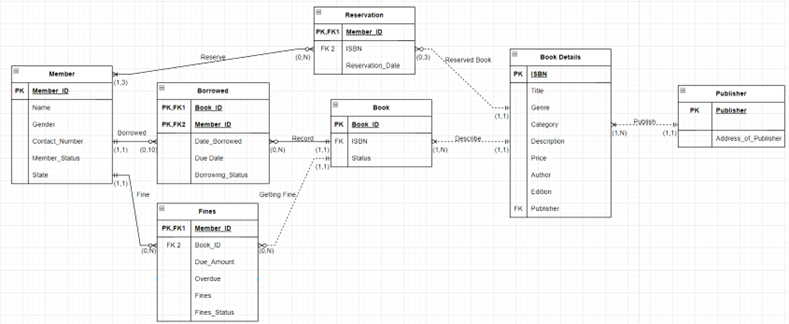 Reservation
PK,FK1 Member_ID
FK 2 ISBN
Reservation_Date
Reserve
(0,N)
(0,3)
Reserved Book
Member
PK Member_ID
Name
Gender
Contact_Number
Member_Status
State
(1,3)
Borrowed
(1,1)
(0,10)
(1,1)
Borrowed
PK,FK1 Book_ID
PK,FK2 Member_ID
Date_Borrowed
Due Date
Borrowing_Status
Record
(0,N)
(1,1)
Book
PK Book_ID
FK ISBN
Status
(1,1)
Describe
(1,N)
(1,1)
Book Details
PK ISBN
Title
Genre
Category
Description
Price
Author
Edition
FK Publisher
(1,1)
Publish
(1,N)
(1,1)
Publisher
PK Publisher
Address_of_Publisher
Fine
Getting Fine
Fines
PK,FK1 Member_ID
FK 2 Book_ID
Due_Amount
Overdue
Fines
Fines_Status
(0,N)
(0,N)